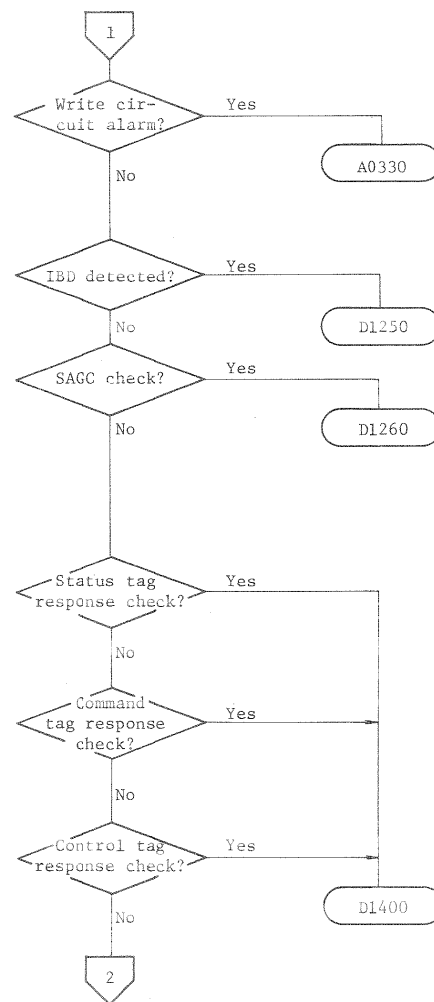 1
Write cir-
cuit alarm?
Yes
A0330
No
IBD detected?
Yes
D1250
No
SAGC check?
Yes
D1260
No
Status tag
response check?
Yes
No
Command
tag response
check?
Yes
No
Control tag
response check?
Yes
D1400
No
2